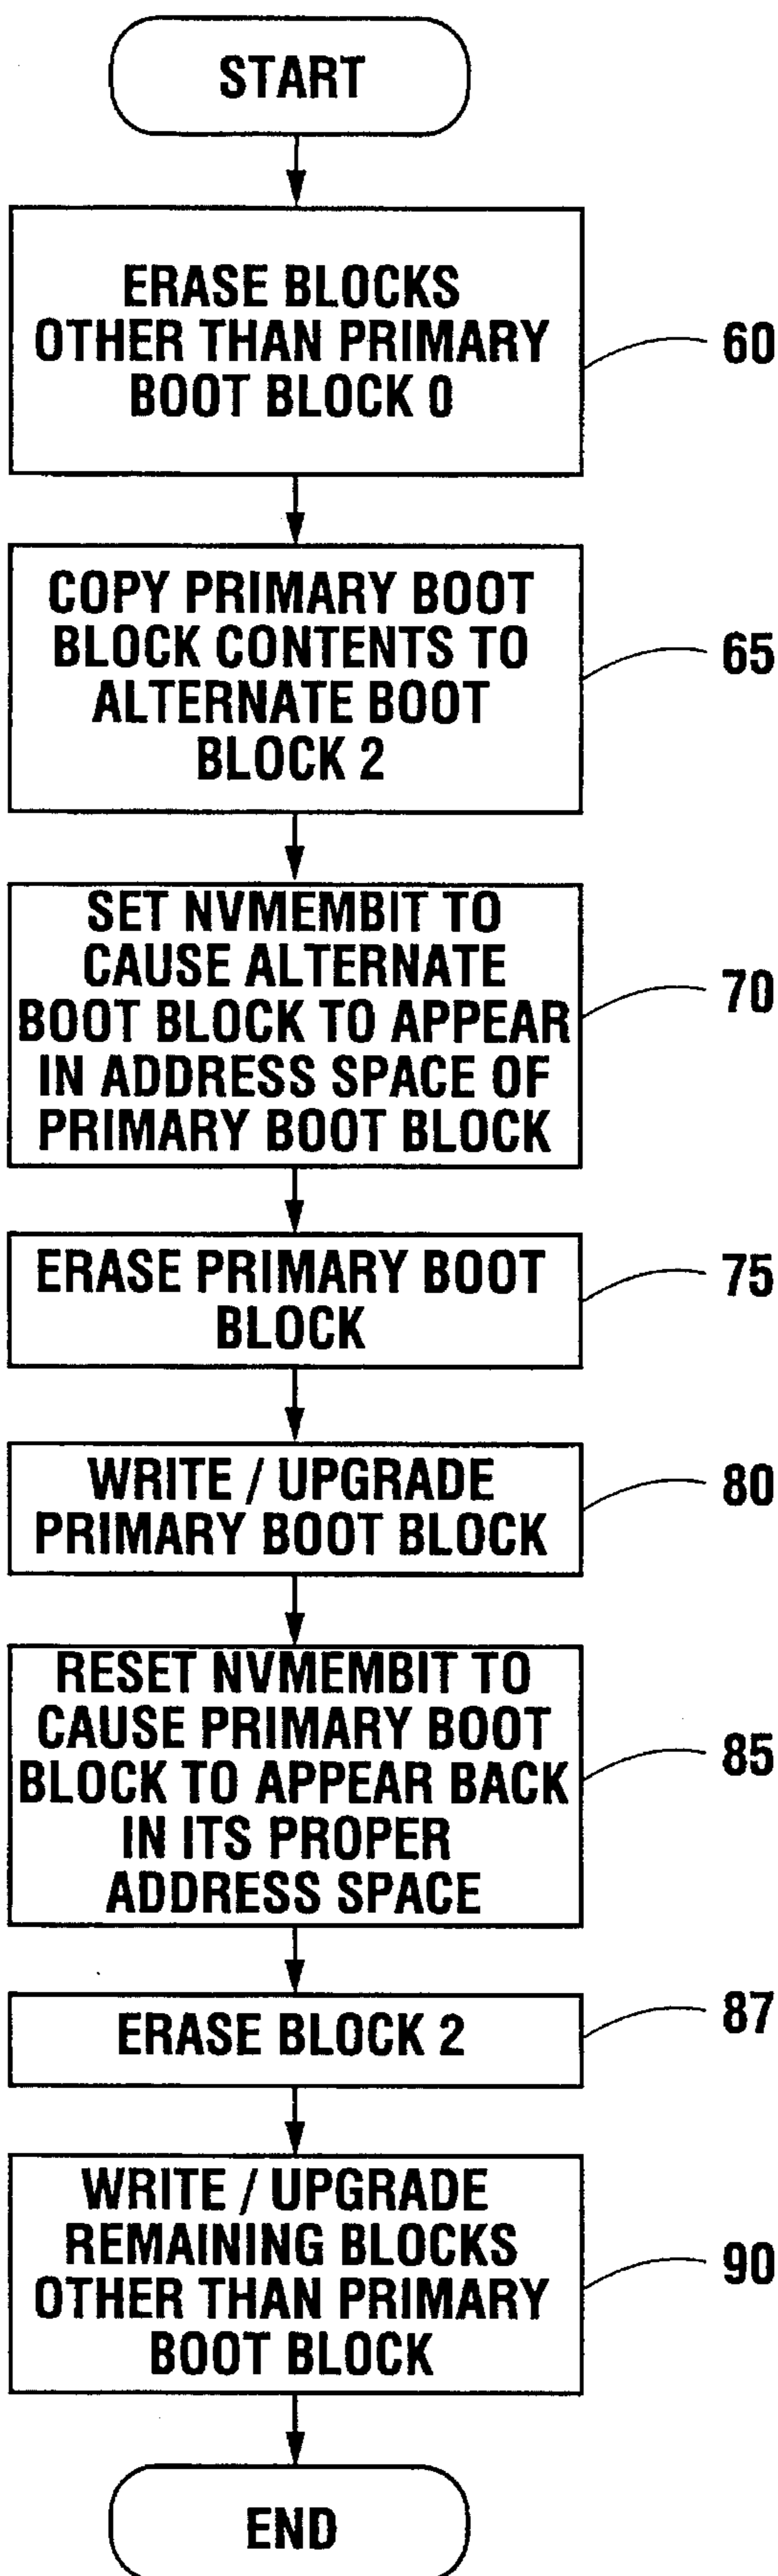 START
ERASE BLOCKS
OTHER THAN PRIMARY
BOOT BLOCK 0
60
COPY PRIMARY BOOT
BLOCK CONTENTS TO
ALTERNATE BOOT
BLOCK 2
65
SET NVMEMBIT TO
CAUSE ALTERNATE
BOOT BLOCK TO APPEAR
IN ADDRESS SPACE OF
PRIMARY BOOT BLOCK
70
ERASE PRIMARY BOOT
BLOCK
75
WRITE / UPGRADE
PRIMARY BOOT BLOCK
80
RESET NVMEMBIT TO
CAUSE PRIMARY BOOT
BLOCK TO APPEAR BACK
IN ITS PROPER
ADDRESS SPACE
85
ERASE BLOCK 2
87
WRITE / UPGRADE
REMAINING BLOCKS
OTHER THAN PRIMARY
BOOT BLOCK
90
END